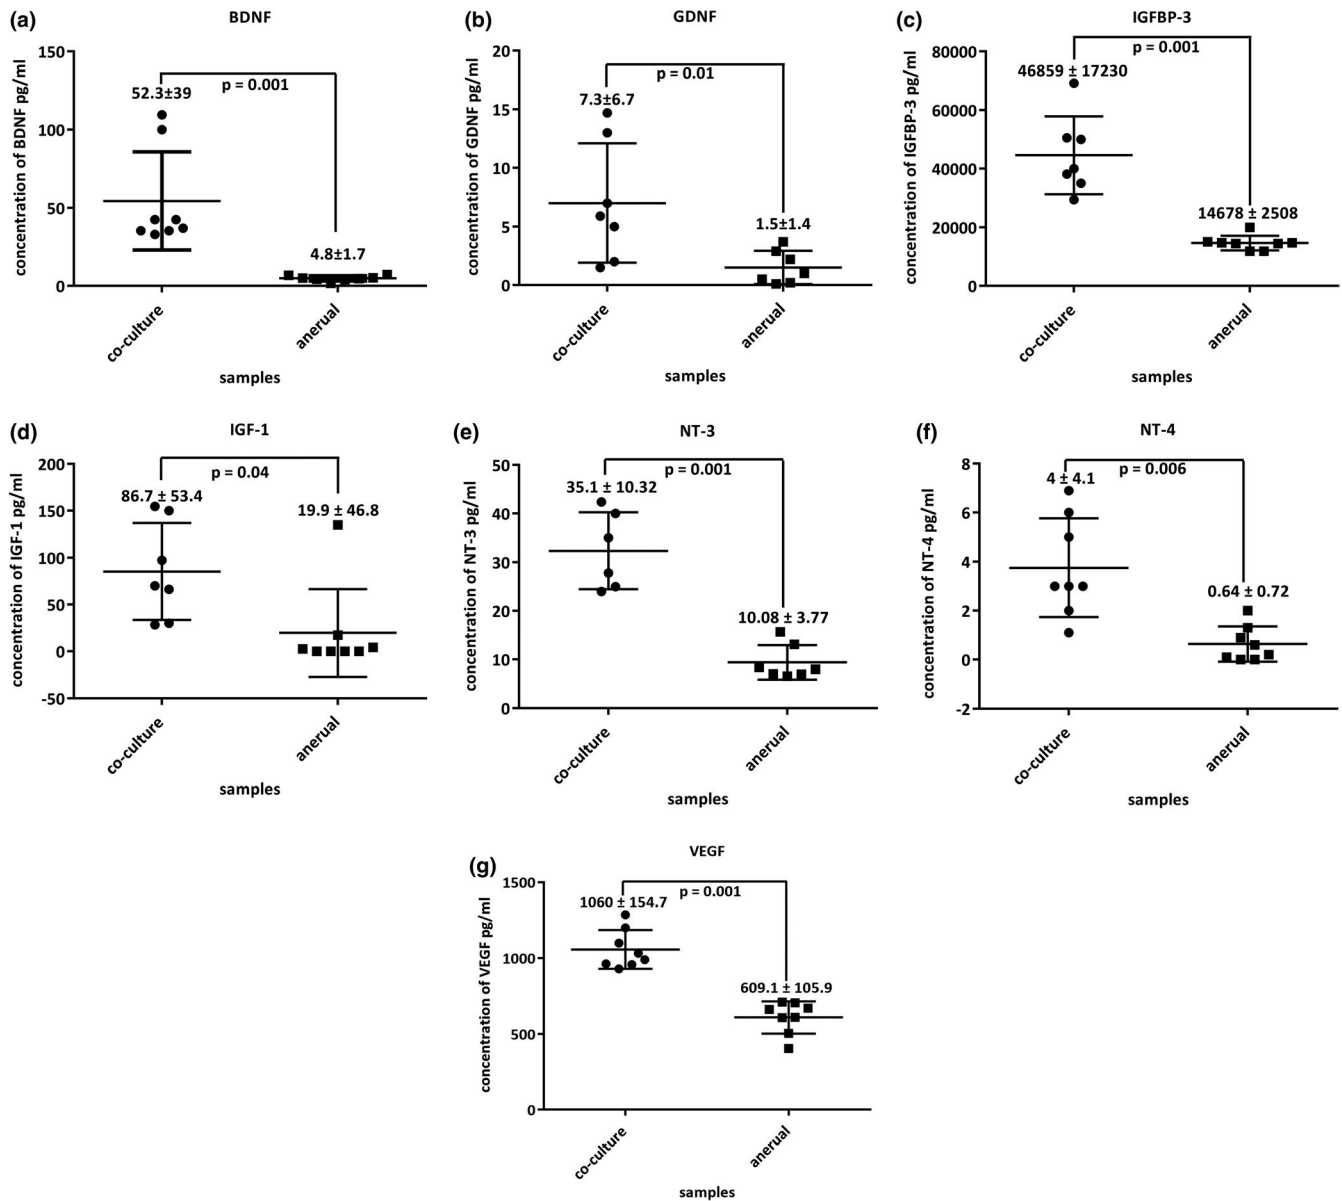 (a)
BDNF
concentration of BDNF pg/ml
150
100
50
0
52.3±39
p = 0.001
4.8±1.7
co-culture
anerual
samples
(b)
GDNF
concentration of GDNF pg/ml
20
15
10
5
0
7.3±6.7
p = 0.01
1.5±1.4
co-culture
anerual
samples
(c)
IGFBP-3
concentration of IGFBP-3 pg/ml
80000
60000
40000
20000
0
46859 ± 17230
p = 0.001
14678 ± 2508
co-culture
anerual
samples
(d)
IGF-1
concentration of IGF-1 pg/ml
200
150
100
50
0
-50
86.7 ± 53.4
p = 0.04
19.9 ± 46.8
co-culture
anerual
samples
(e)
NT-3
concentration of NT-3 pg/ml
50
40
30
20
10
0
35.1 ± 10.32
p = 0.001
10.08 ± 3.77
co-culture
anerual
samples
(f)
NT-4
concentration of NT-4 pg/ml
8
6
4
2
0
-2
4 ± 4.1
p = 0.006
0.64 ± 0.72
co-culture
anerual
samples
(g)
VEGF
concentration of VEGF pg/ml
1500
1000
500
0
1060 ± 154.7
p = 0.001
609.1 ± 105.9
co-culture
anerual
samples